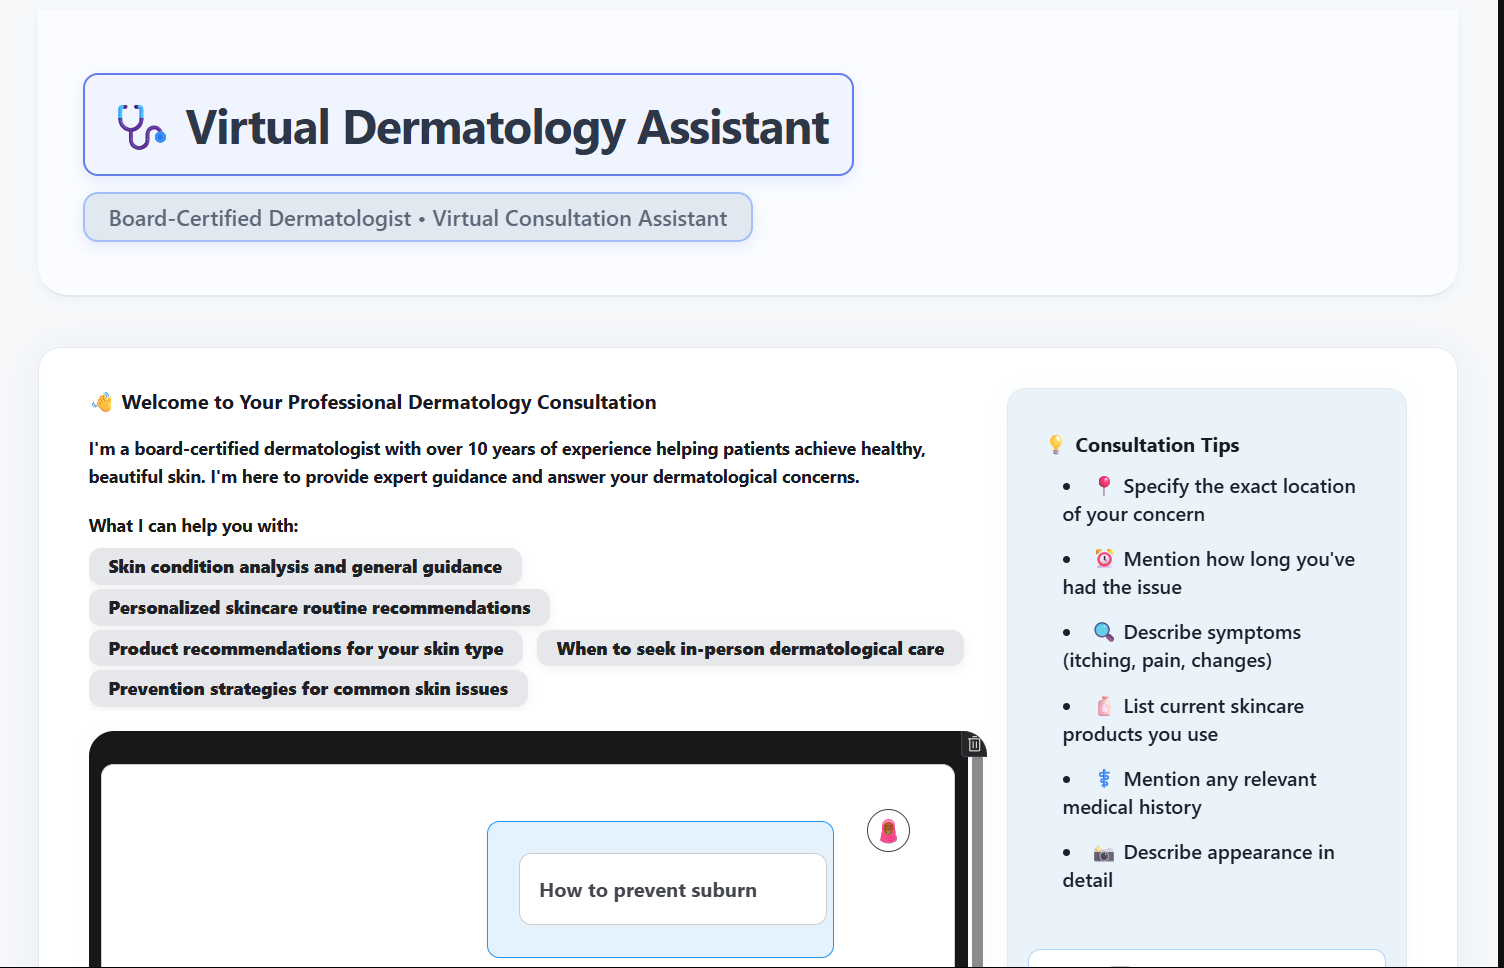 Virtual Dermatology Assistant
Board-Certified Dermatologist • Virtual Consultation Assistant
👋 Welcome to Your Professional Dermatology Consultation
I'm a board-certified dermatologist with over 10 years of experience helping patients achieve healthy,
beautiful skin. I'm here to provide expert guidance and answer your dermatological concerns.
What I can help you with:
Skin condition analysis and general guidance
Personalized skincare routine recommendations
Product recommendations for your skin type
When to seek in-person dermatological care
Prevention strategies for common skin issues
How to prevent suburn
💡 Consultation Tips
• 📍 Specify the exact location
of your concern
• ⏰ Mention how long you've
had the issue
• 🔍 Describe symptoms
(itching, pain, changes)
• 🧴 List current skincare
products you use
• ⚕️ Mention any relevant
medical history
• 📸 Describe appearance in
detail